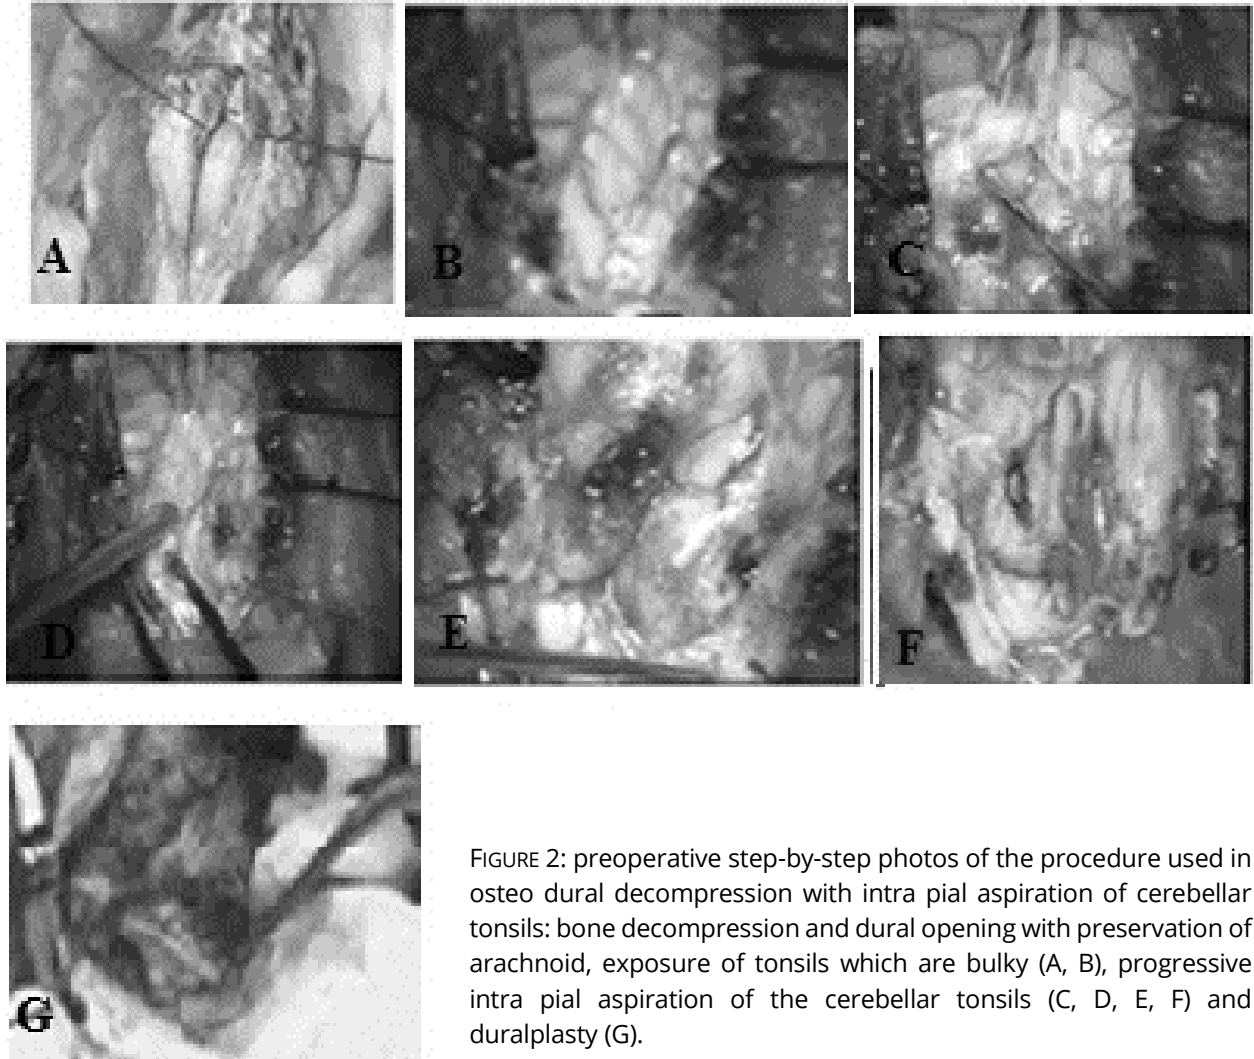 A
B
C
D
E
F
G
FIGURE 2: preoperative step-by-step photos of the procedure used in
osteo dural decompression with intra pial aspiration of cerebellar
tonsils: bone decompression and dural opening with preservation of
arachnoid, exposure of tonsils which are bulky (A, B), progressive
intra pial aspiration of the cerebellar tonsils (C, D, E, F) and
duralplasty (G).